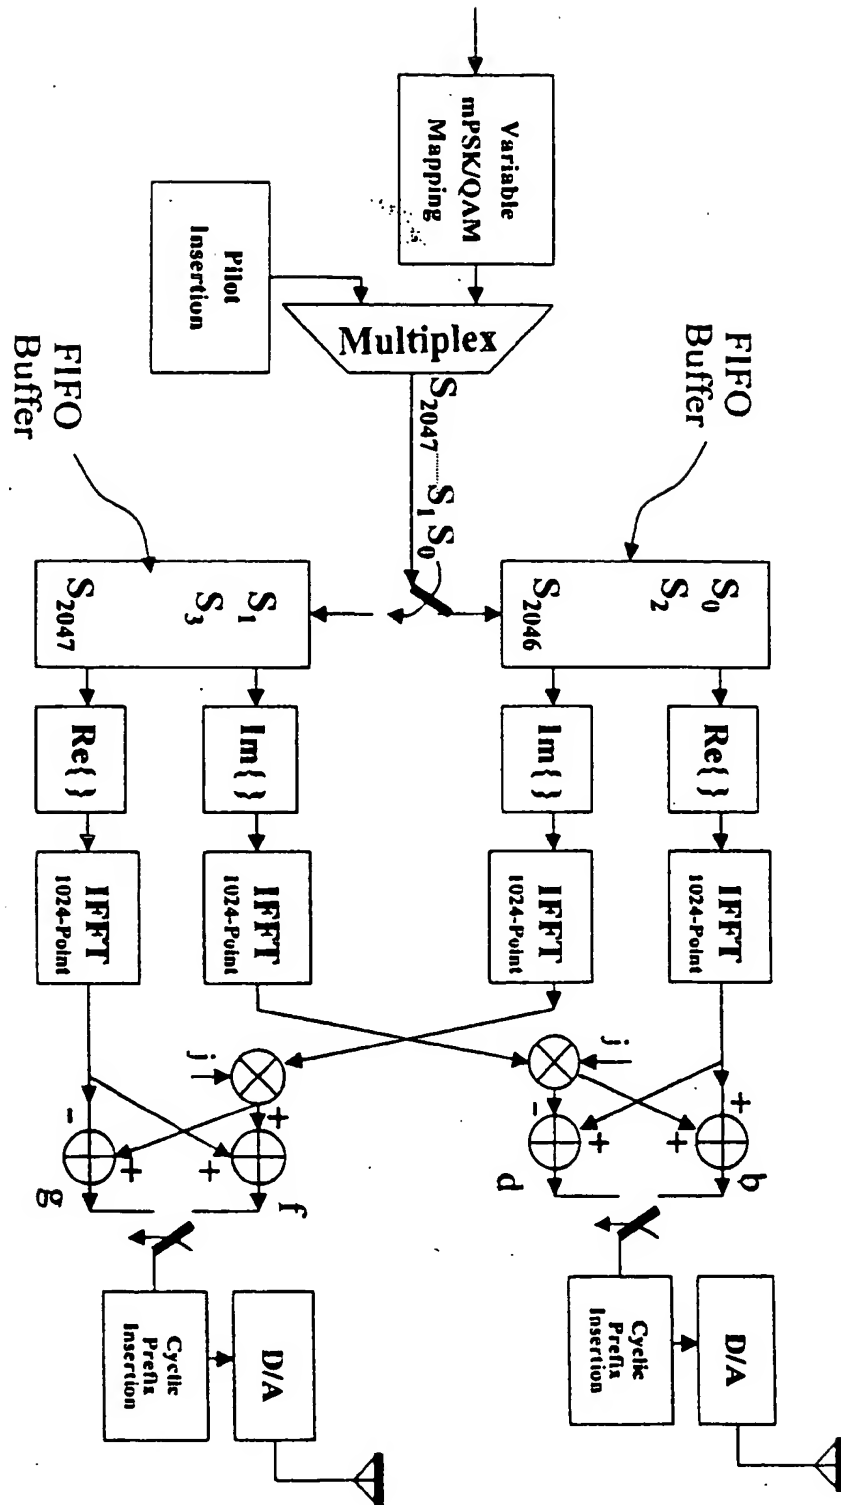 Variable
mPSK/QAM
Mapping
Pilot
Insertion
Multiplex
S2047 ........ S1 S0
FIFO
Buffer
FIFO
Buffer
S0
S2
S2046
S1
S3
S2047
Re{ }
Im{ }
Im{ }
Re{ }
IFFT
1024-Point
IFFT
1024-Point
IFFT
1024-Point
IFFT
1024-Point
j
j
+
+
-
+
+
+
-
+
b
d
f
g
Cyclic
Prefix
Insertion
D/A
Cyclic
Prefix
Insertion
D/A